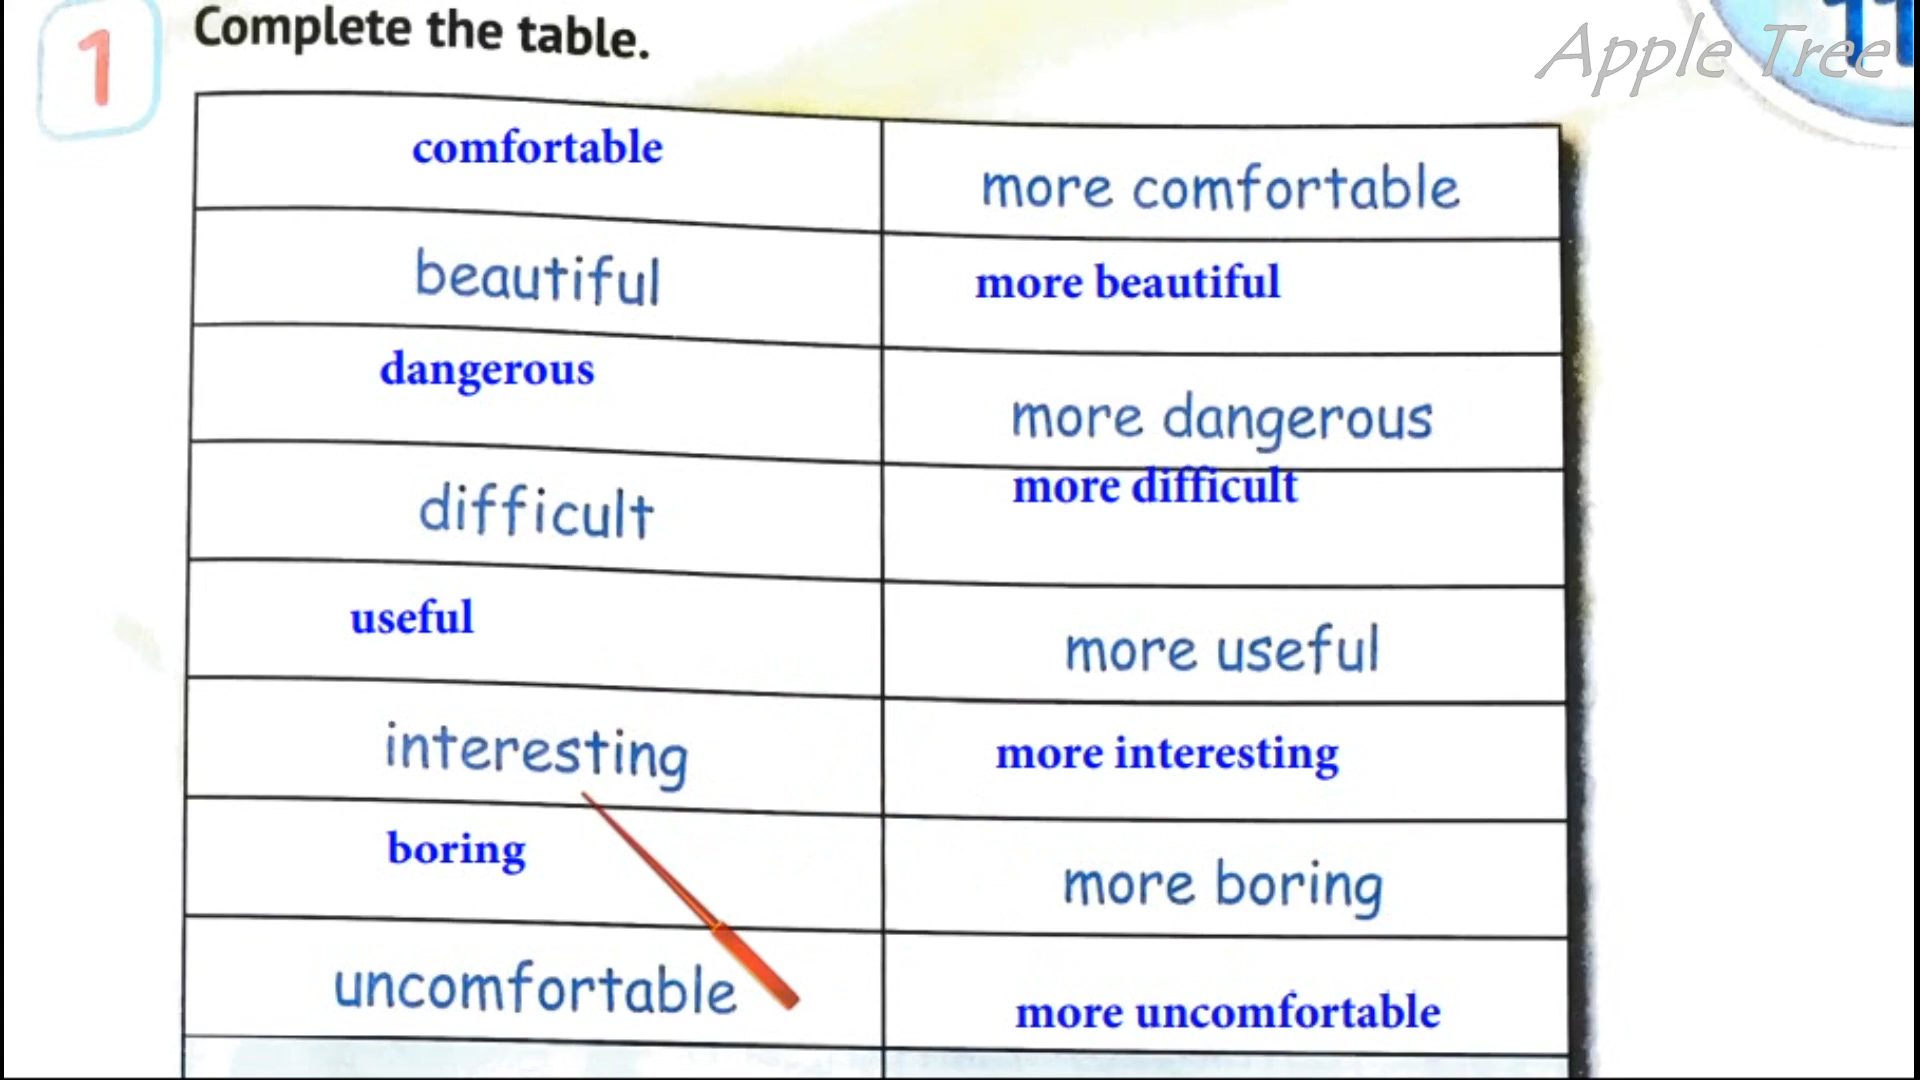 1 Complete the table.
Apple Tree
11
comfortable more comfortable
beautiful more beautiful
dangerous more dangerous
difficult more difficult
useful more useful
interesting more interesting
boring more boring
uncomfortable more uncomfortable